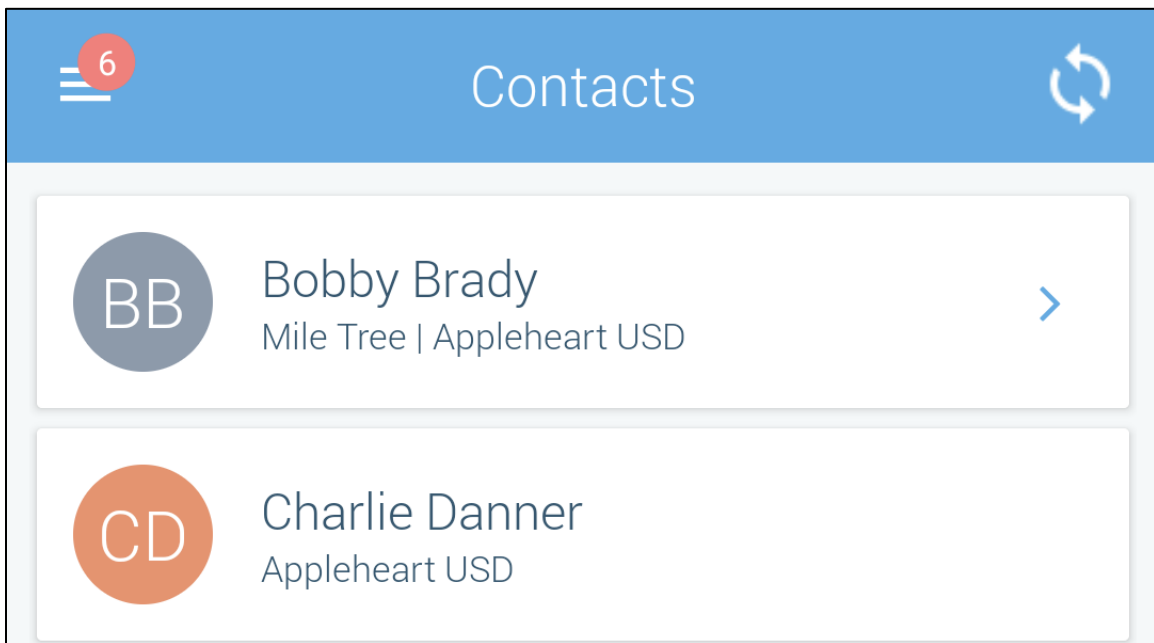 6
Contacts
BB
Bobby Brady
Mile Tree | Appleheart USD
CD
Charlie Danner
Appleheart USD